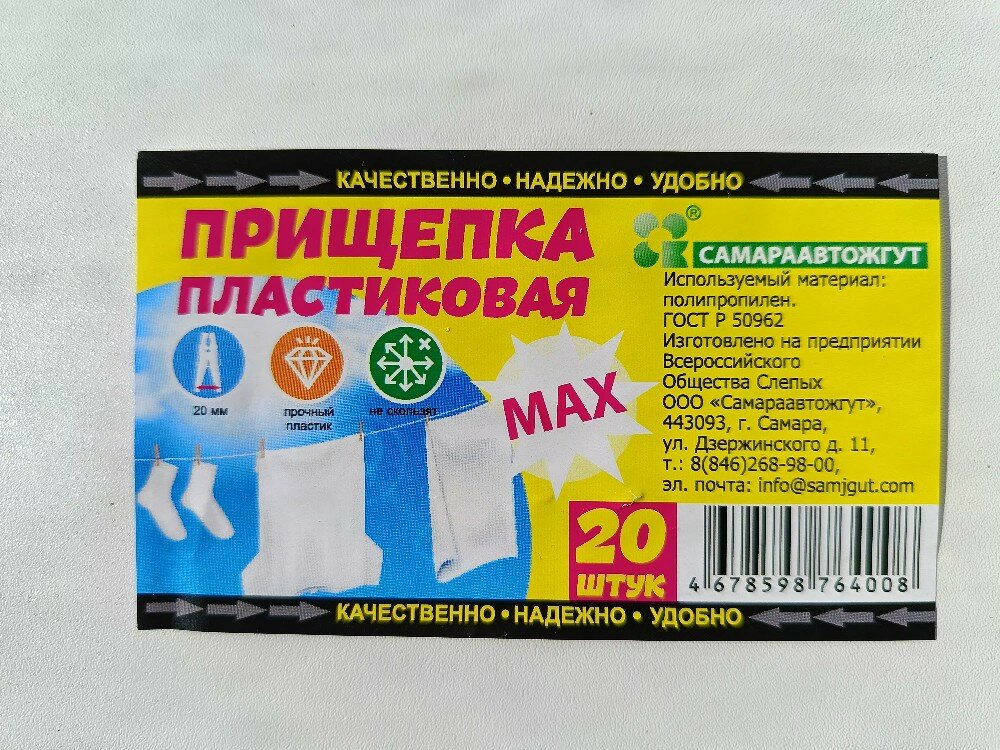 КАЧЕСТВЕННО • НАДЕЖНО • УДОБНО
ПРИЩЕПКА
ПЛАСТИКОВАЯ
20 мм
прочный
пластик
не скользят
MAX
20
ШТУК
®
САМАРААВТОЖГУТ
Используемый материал:
полипропилен.
ГОСТ Р 50962
Изготовлено на предприятии
Всероссийского
Общества Слепых
ООО «Самараавтожгут»,
443093, г. Самара,
ул. Дзержинского д. 11,
т.: 8(846)268-98-00,
эл. почта: info@samjgut.com
4 678598 764008
КАЧЕСТВЕННО • НАДЕЖНО • УДОБНО